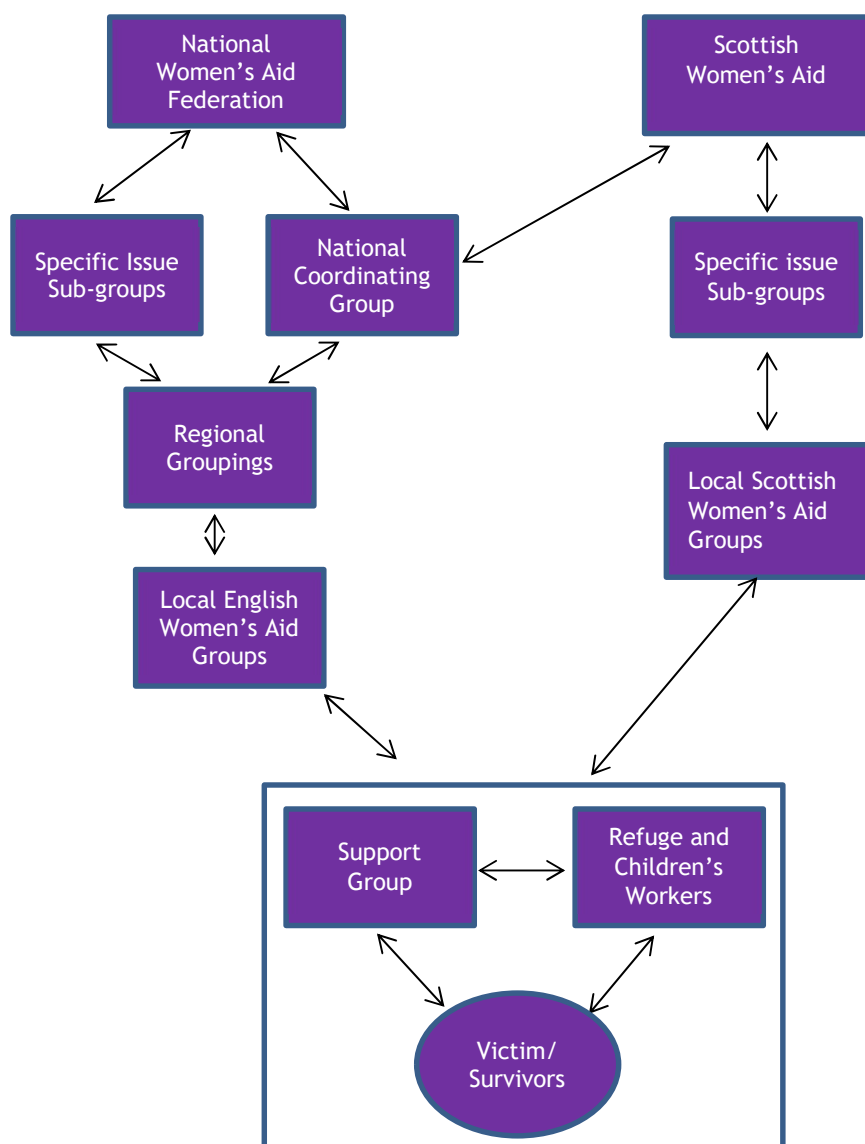 National
Women's Aid
Federation
Scottish
Women's Aid
Specific Issue
Sub-groups
National
Coordinating
Group
Specific issue
Sub-groups
Regional
Groupings
Local Scottish
Women's Aid
Groups
Local English
Women's Aid
Groups
Support
Group
Refuge and
Children's
Workers
Victim/
Survivors